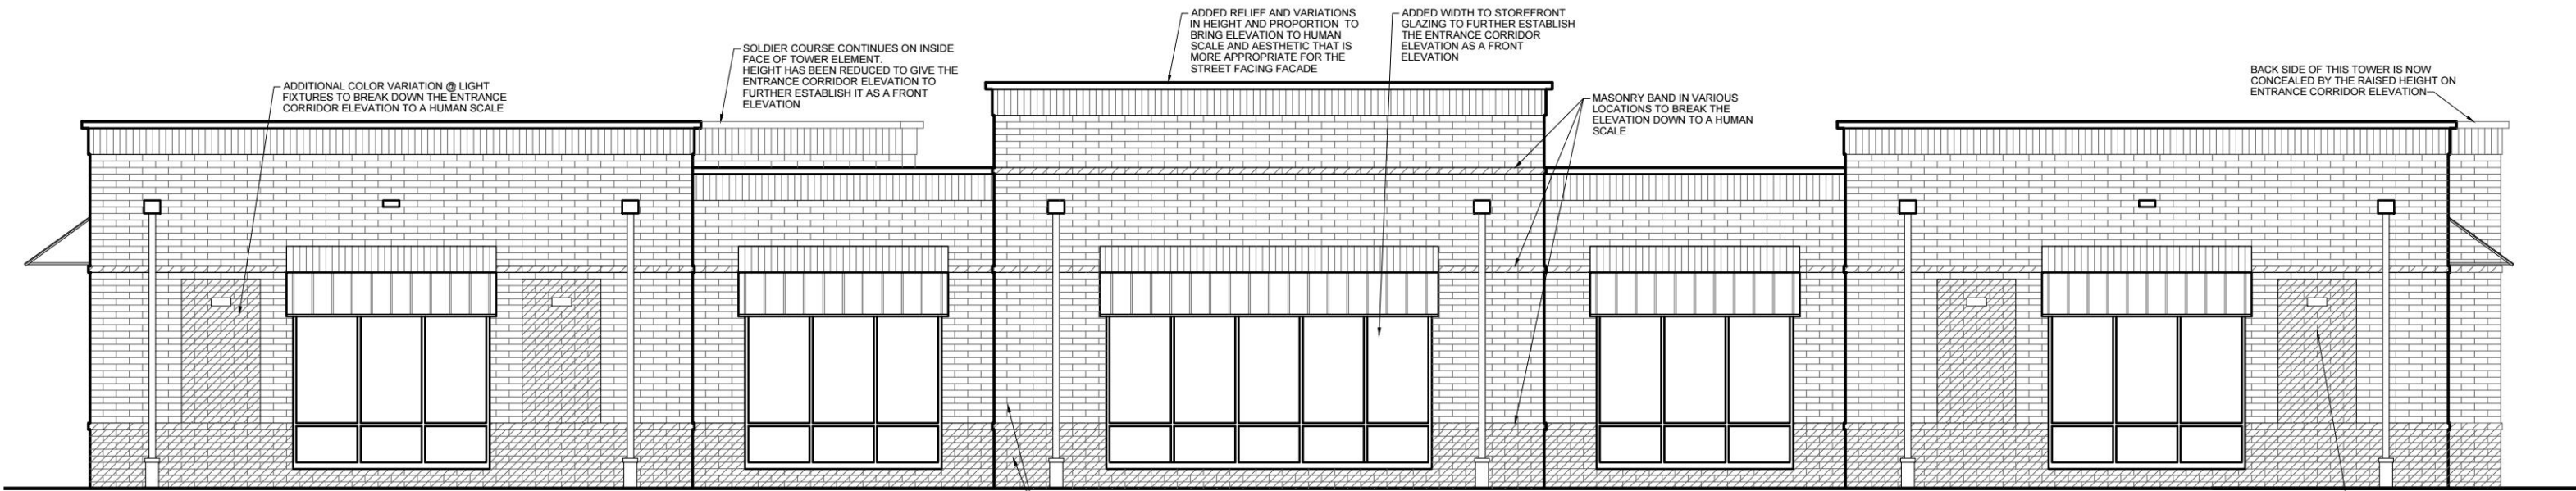 ADDED RELIEF AND VARIATIONS
IN HEIGHT AND PROPORTION TO
BRING ELEVATION TO HUMAN
SCALE AND AESTHETIC THAT IS
MORE APPROPRIATE FOR THE
STREET FACING FACADE
ADDED WIDTH TO STOREFRONT
GLAZING TO FURTHER ESTABLISH
THE ENTRANCE CORRIDOR
ELEVATION AS A FRONT
ELEVATION
SOLDIER COURSE CONTINUES ON INSIDE
FACE OF TOWER ELEMENT.
HEIGHT HAS BEEN REDUCED TO GIVE THE
ENTRANCE CORRIDOR ELEVATION TO
FURTHER ESTABLISH IT AS A FRONT
ELEVATION
BACK SIDE OF THIS TOWER IS NOW
CONCEALED BY THE RAISED HEIGHT ON
ENTRANCE CORRIDOR ELEVATION
ADDITIONAL COLOR VARIATION @ LIGHT
FIXTURES TO BREAK DOWN THE ENTRANCE
CORRIDOR ELEVATION TO A HUMAN SCALE
MASONRY BAND IN VARIOUS
LOCATIONS TO BREAK THE
ELEVATION DOWN TO A HUMAN
SCALE